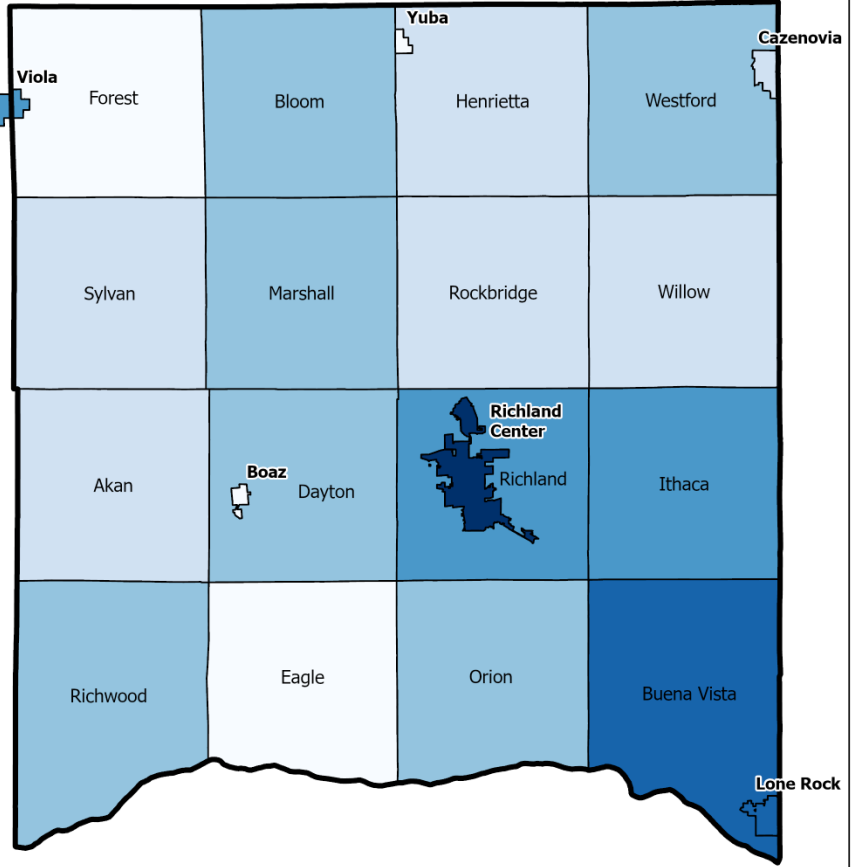 Yuba
Cazenovia
Viola
Forest
Bloom
Henrietta
Westford
Sylvan
Marshall
Rockbridge
Willow
Richland
Center
Boaz
Akan
Dayton
Richland
Ithaca
Richwood
Eagle
Orion
Buena Vista
Lone Rock